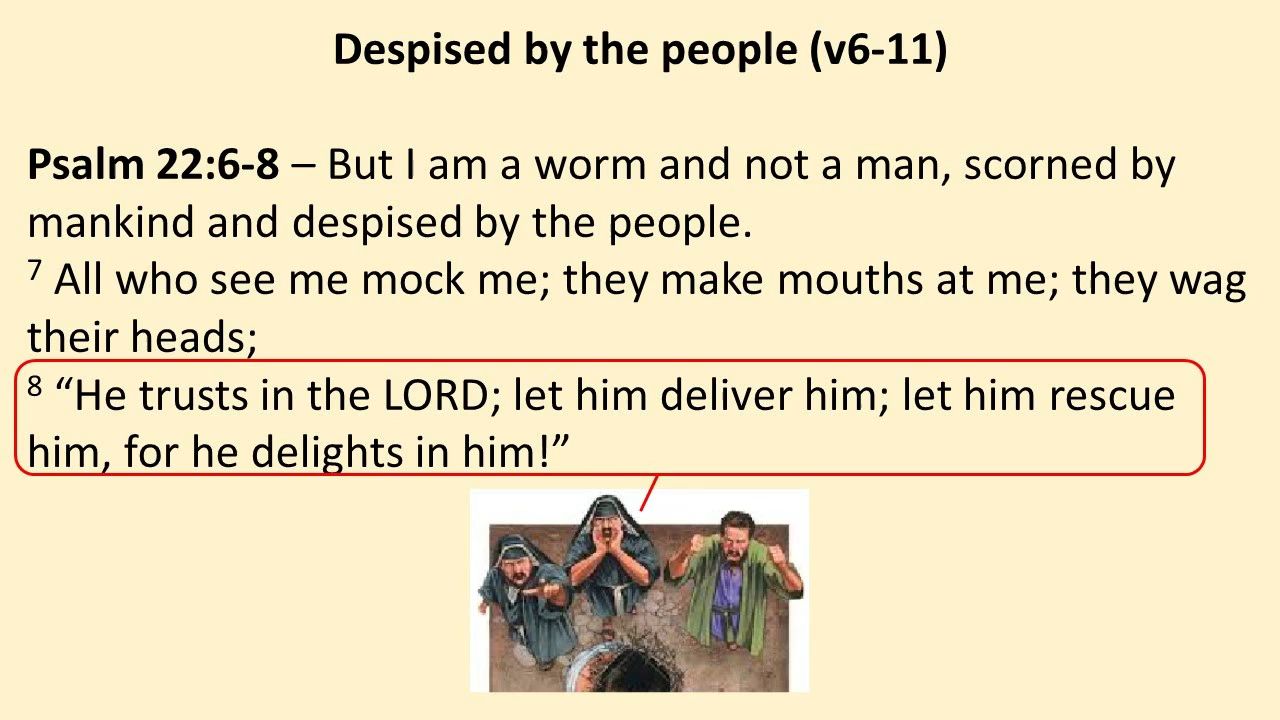 Despised by the people (v6-11)
Psalm 22:6-8 – But I am a worm and not a man, scorned by
mankind and despised by the people.
⁷ All who see me mock me; they make mouths at me; they wag
their heads;
⁸ “He trusts in the LORD; let him deliver him; let him rescue
him, for he delights in him!”